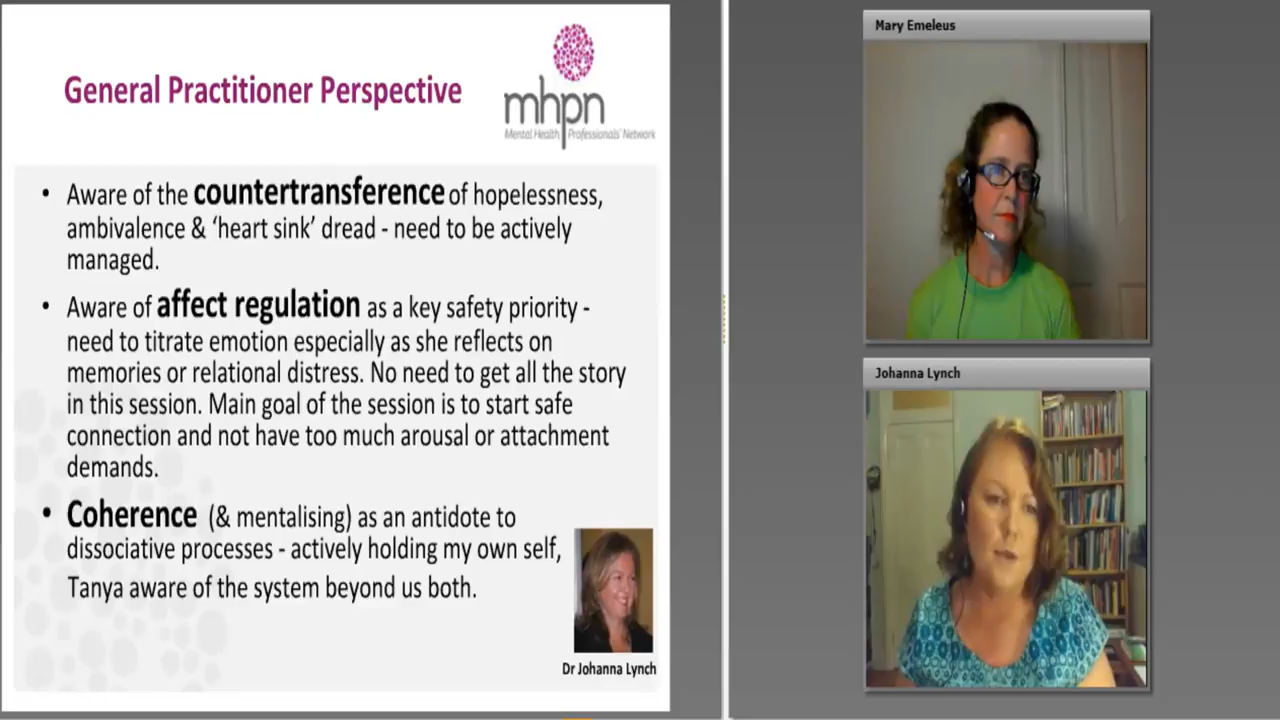 General Practitioner Perspective
mhpn
Mental Health Professionals' Network
• Aware of the countertransference of hopelessness,
ambivalence & 'heart sink' dread - need to be actively
managed.
• Aware of affect regulation as a key safety priority -
need to titrate emotion especially as she reflects on
memories or relational distress. No need to get all the story
in this session. Main goal of the session is to start safe
connection and not have too much arousal or attachment
demands.
• Coherence (& mentalising) as an antidote to
dissociative processes - actively holding my own self,
Tanya aware of the system beyond us both.
Dr Johanna Lynch
Mary Emeleus
Johanna Lynch